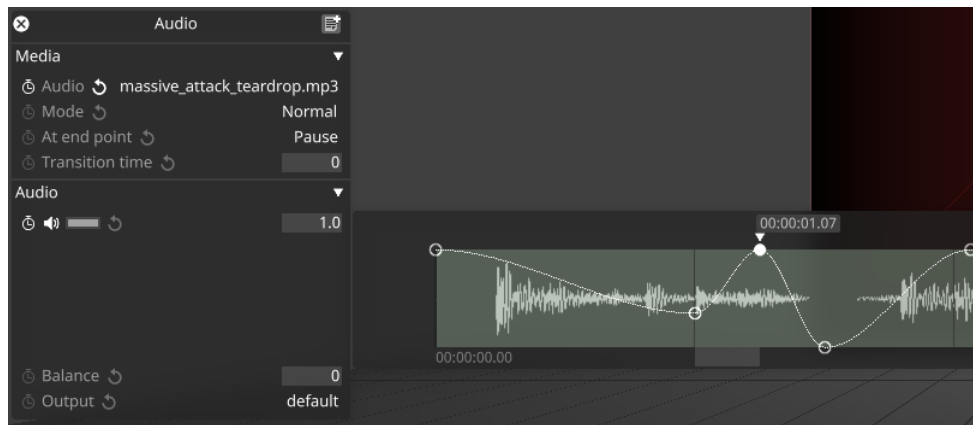 Audio
Media
Audio massive_attack_teardrop.mp3
Mode Normal
At end point Pause
Transition time 0
Audio
1.0
00:00:01.07
00:00:00.00
Balance 0
Output default